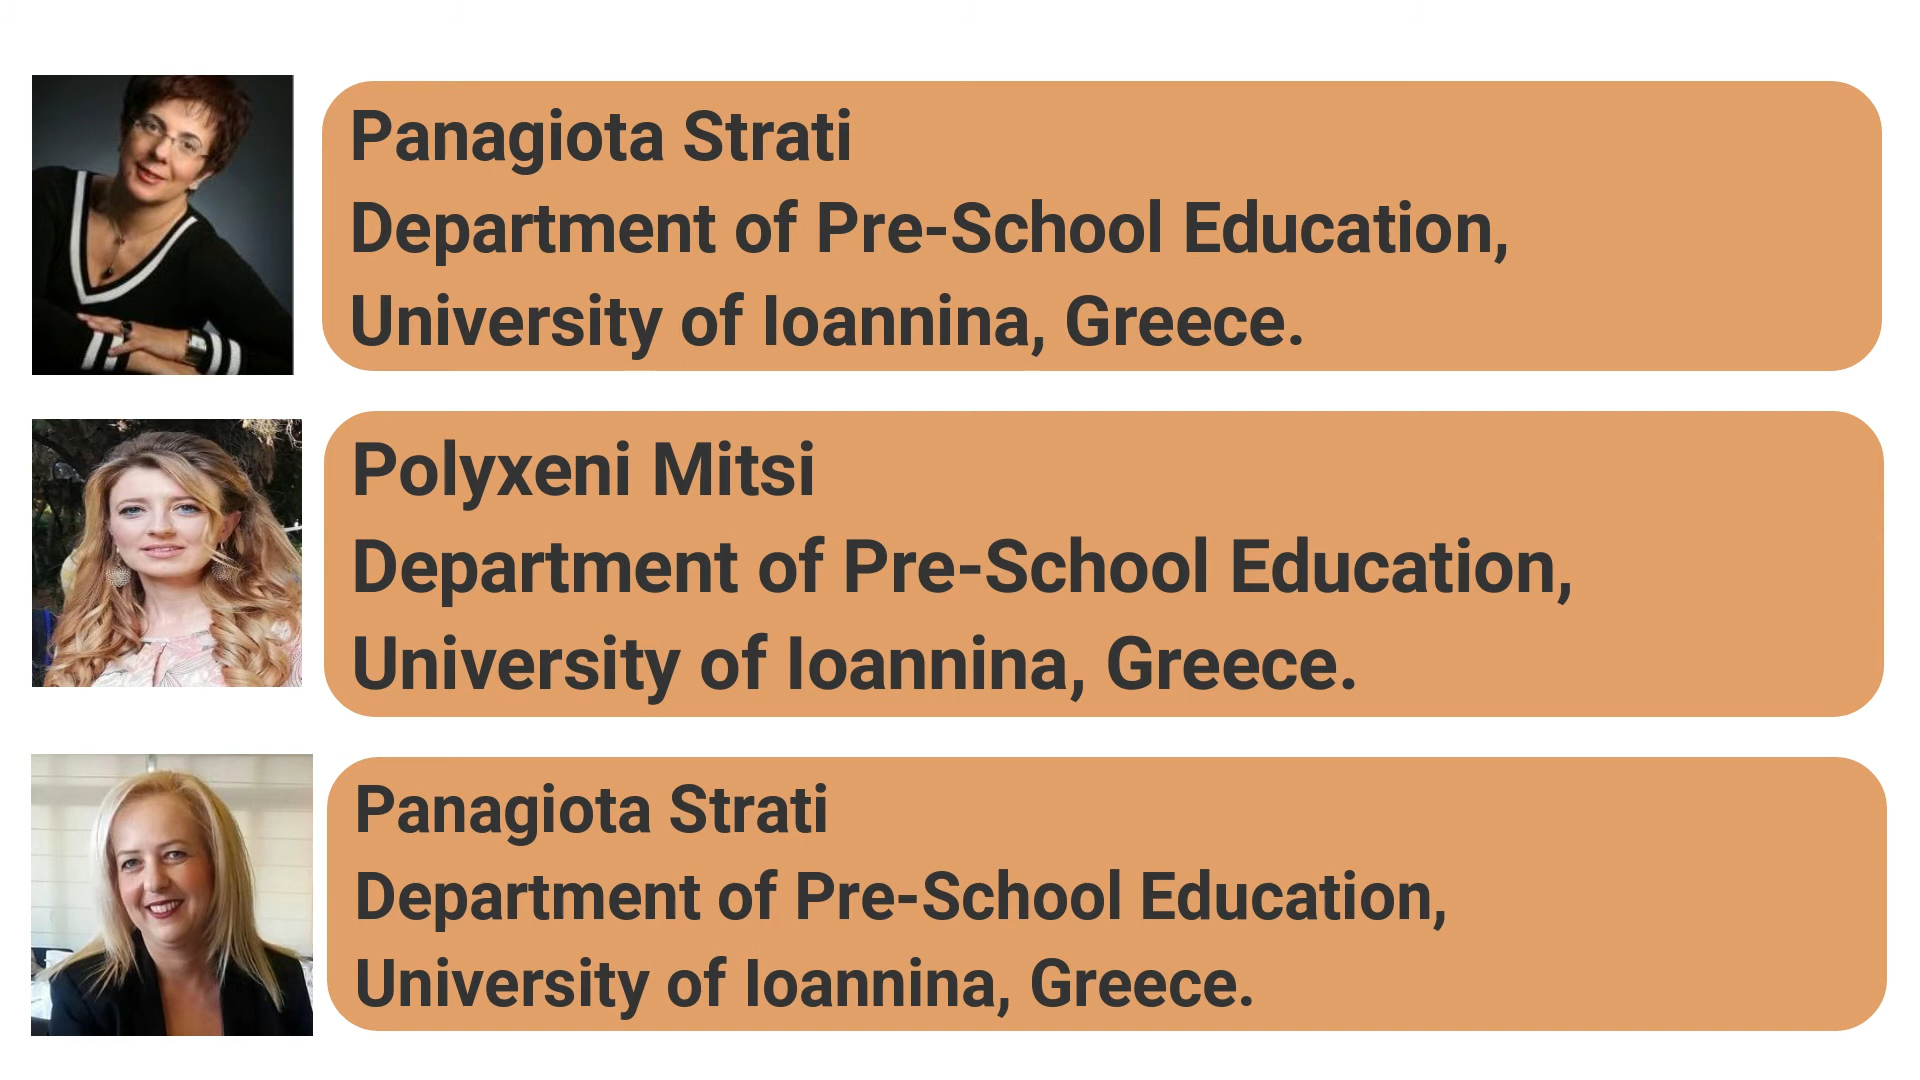 Panagiota Strati
Department of Pre-School Education,
University of Ioannina, Greece.
Polyxeni Mitsi
Department of Pre-School Education,
University of Ioannina, Greece.
Panagiota Strati
Department of Pre-School Education,
University of Ioannina, Greece.